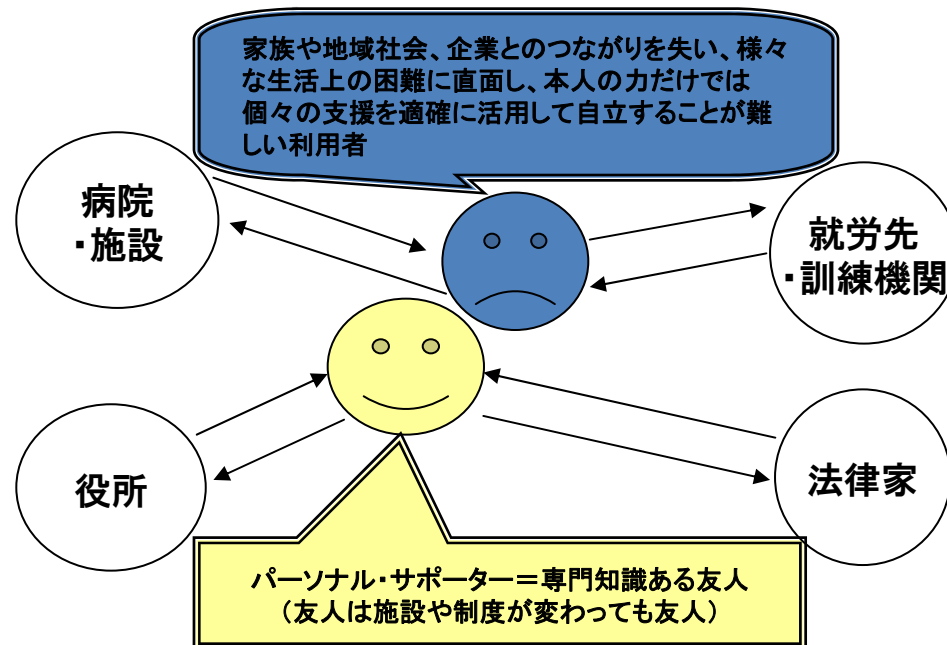 家族や地域社会、企業とのつながりを失い、様々
な生活上の困難に直面し、本人の力だけでは
個々の支援を適確に活用して自立することが難
しい利用者
病院
・施設
就労先
・訓練機関
役所
法律家
パーソナル・サポーター＝専門知識ある友人
（友人は施設や制度が変わっても友人）